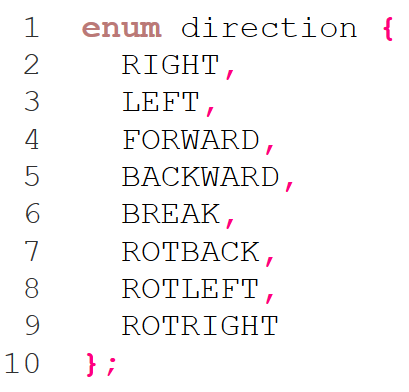 1 enum direction {
2 RIGHT,
3 LEFT,
4 FORWARD,
5 BACKWARD,
6 BREAK,
7 ROTBACK,
8 ROTLEFT,
9 ROTRIGHT
10 };